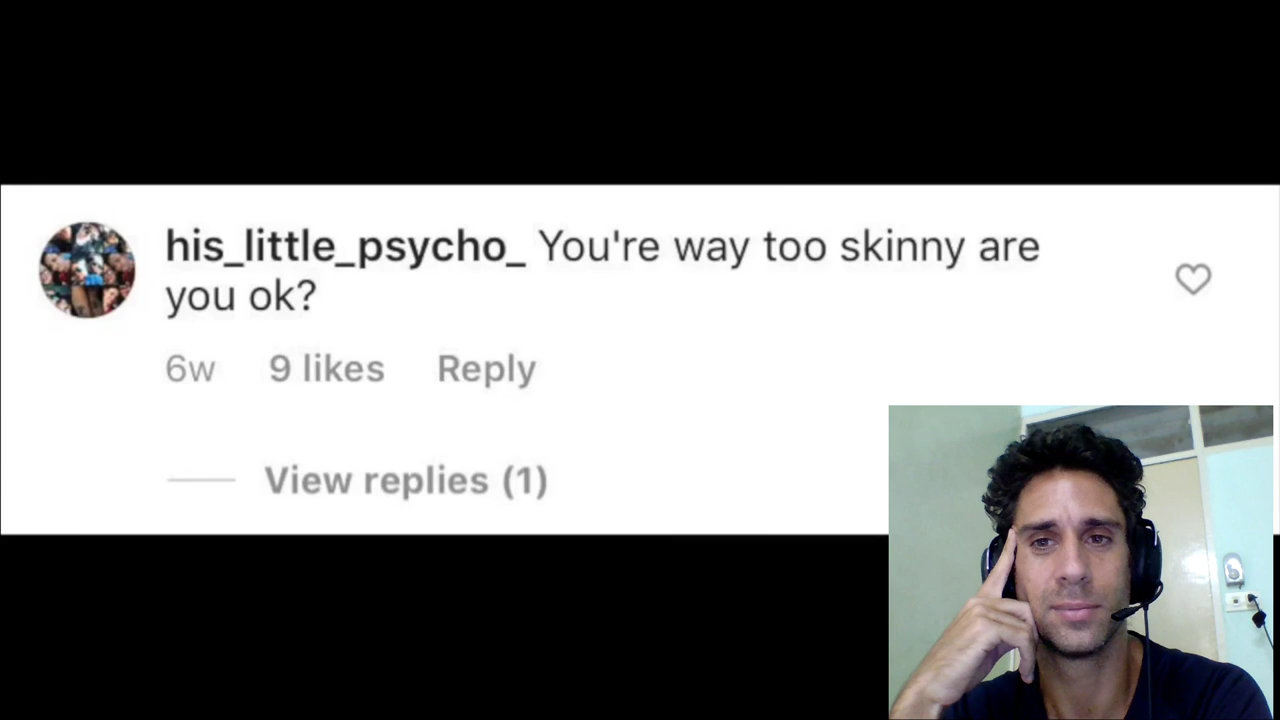 his_little_psycho_ You're way too skinny are
you ok?
6w 9 likes Reply
View replies (1)